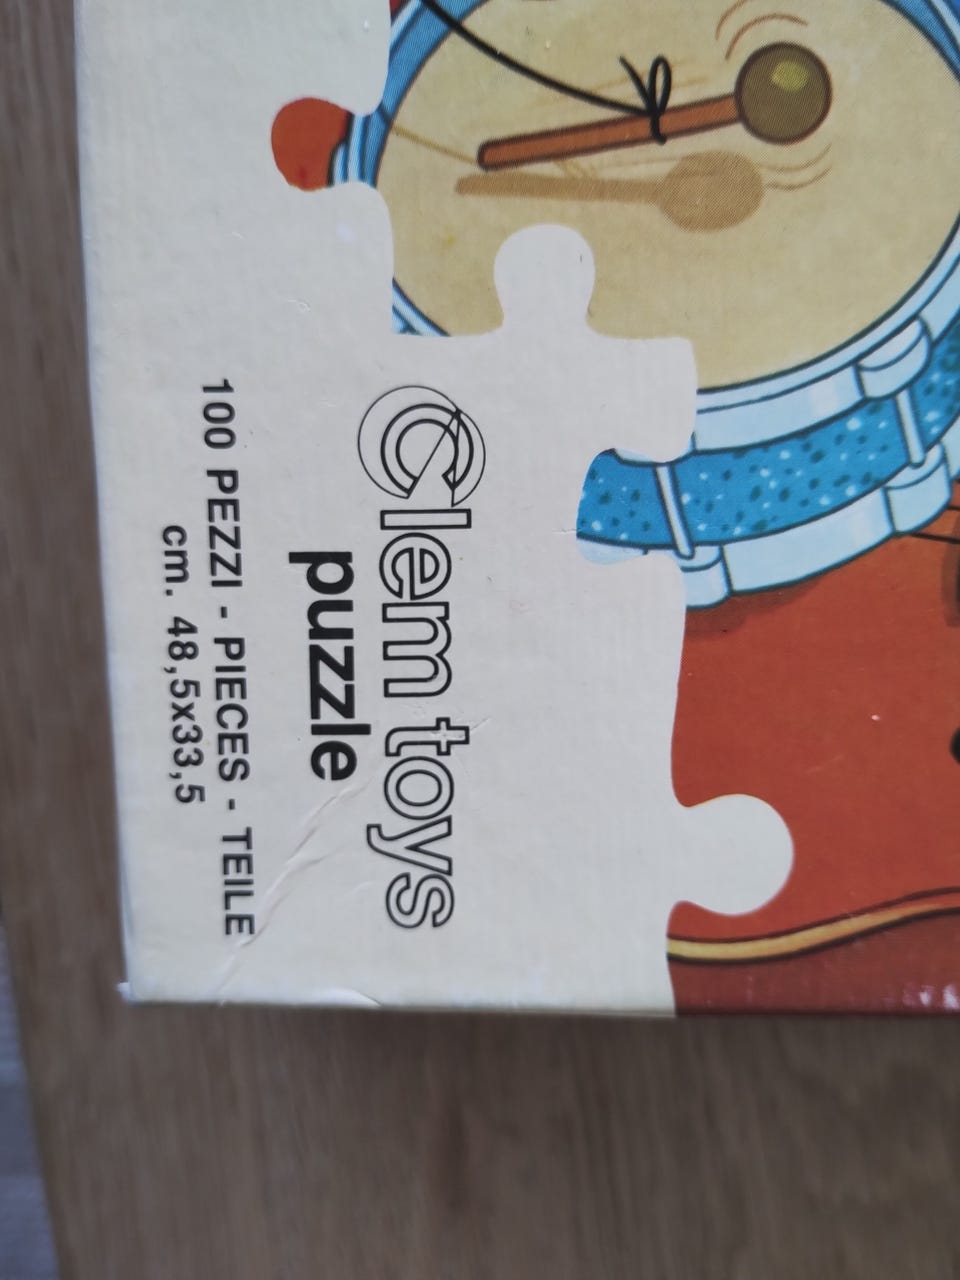 Clem toys
puzzle
100 PEZZI - PIECES - TEILE
cm. 48,5x33,5